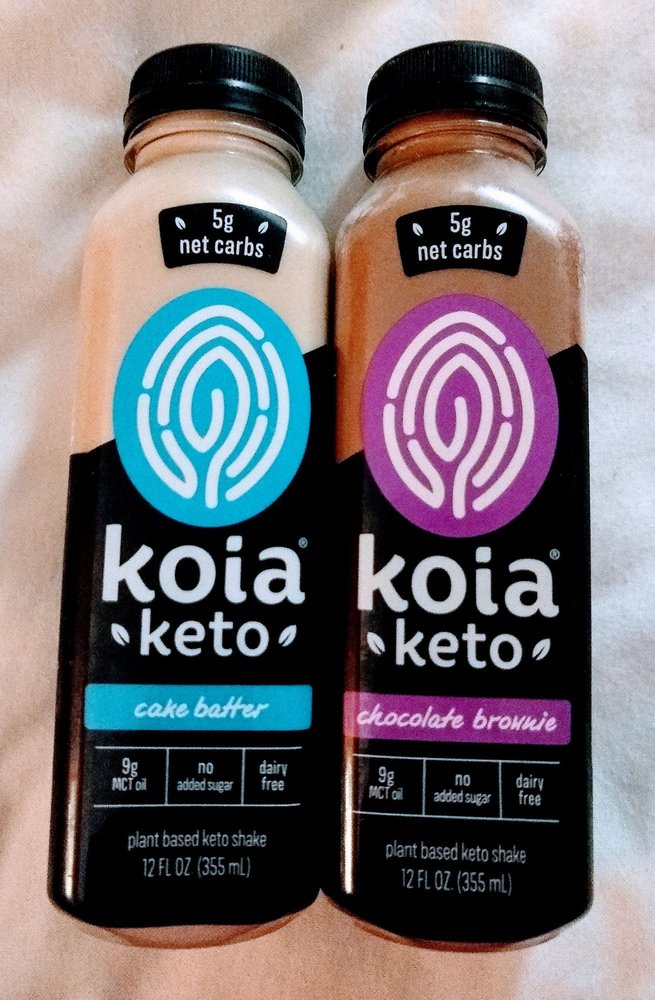 5g
net carbs
koia®
keto
cake batter
9g
MCT oil
no
added sugar
dairy
free
plant based keto shake
12 FL OZ. (355 mL)
5g
net carbs
koia®
keto
chocolate brownie
9g
MCT oil
no
added sugar
dairy
free
plant based keto shake
12 FL OZ. (355 mL)